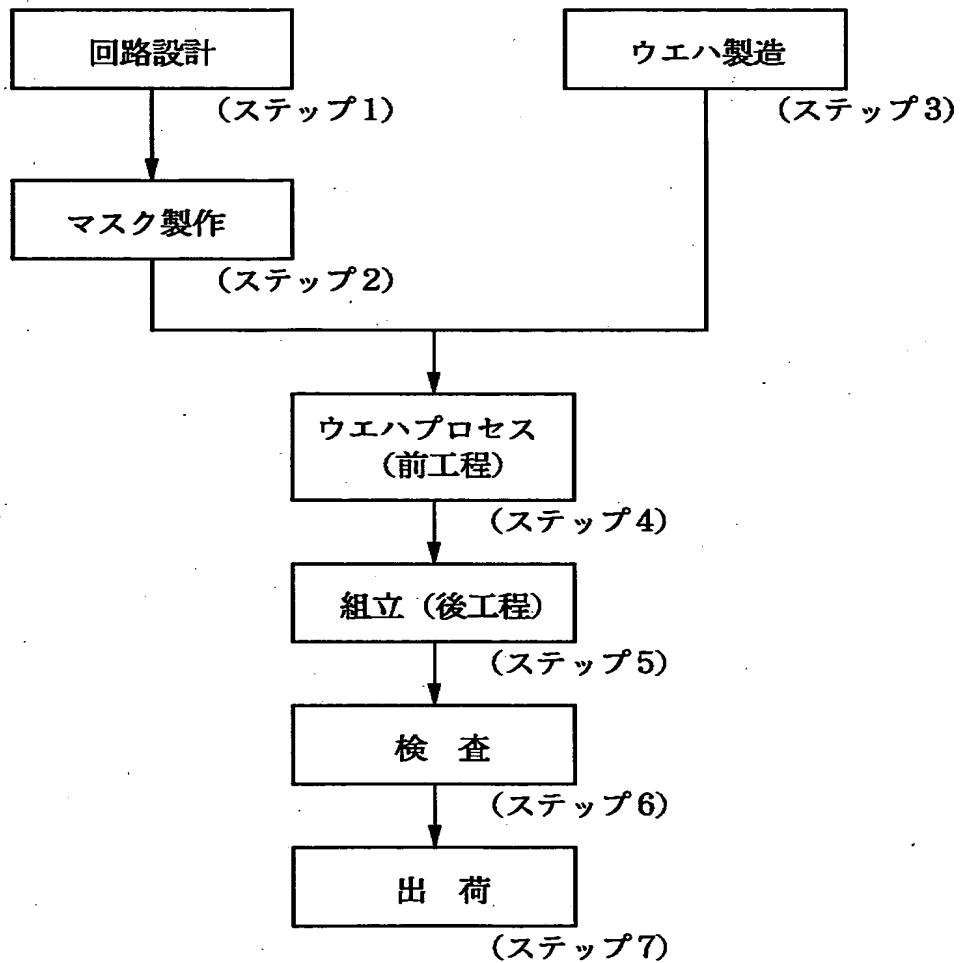 回路設計
(ステップ1)
ウエハ製造
(ステップ3)
マスク製作
(ステップ2)
ウエハプロセス
(前工程)
(ステップ4)
組立(後工程)
(ステップ5)
検 査
(ステップ6)
出 荷
(ステップ7)